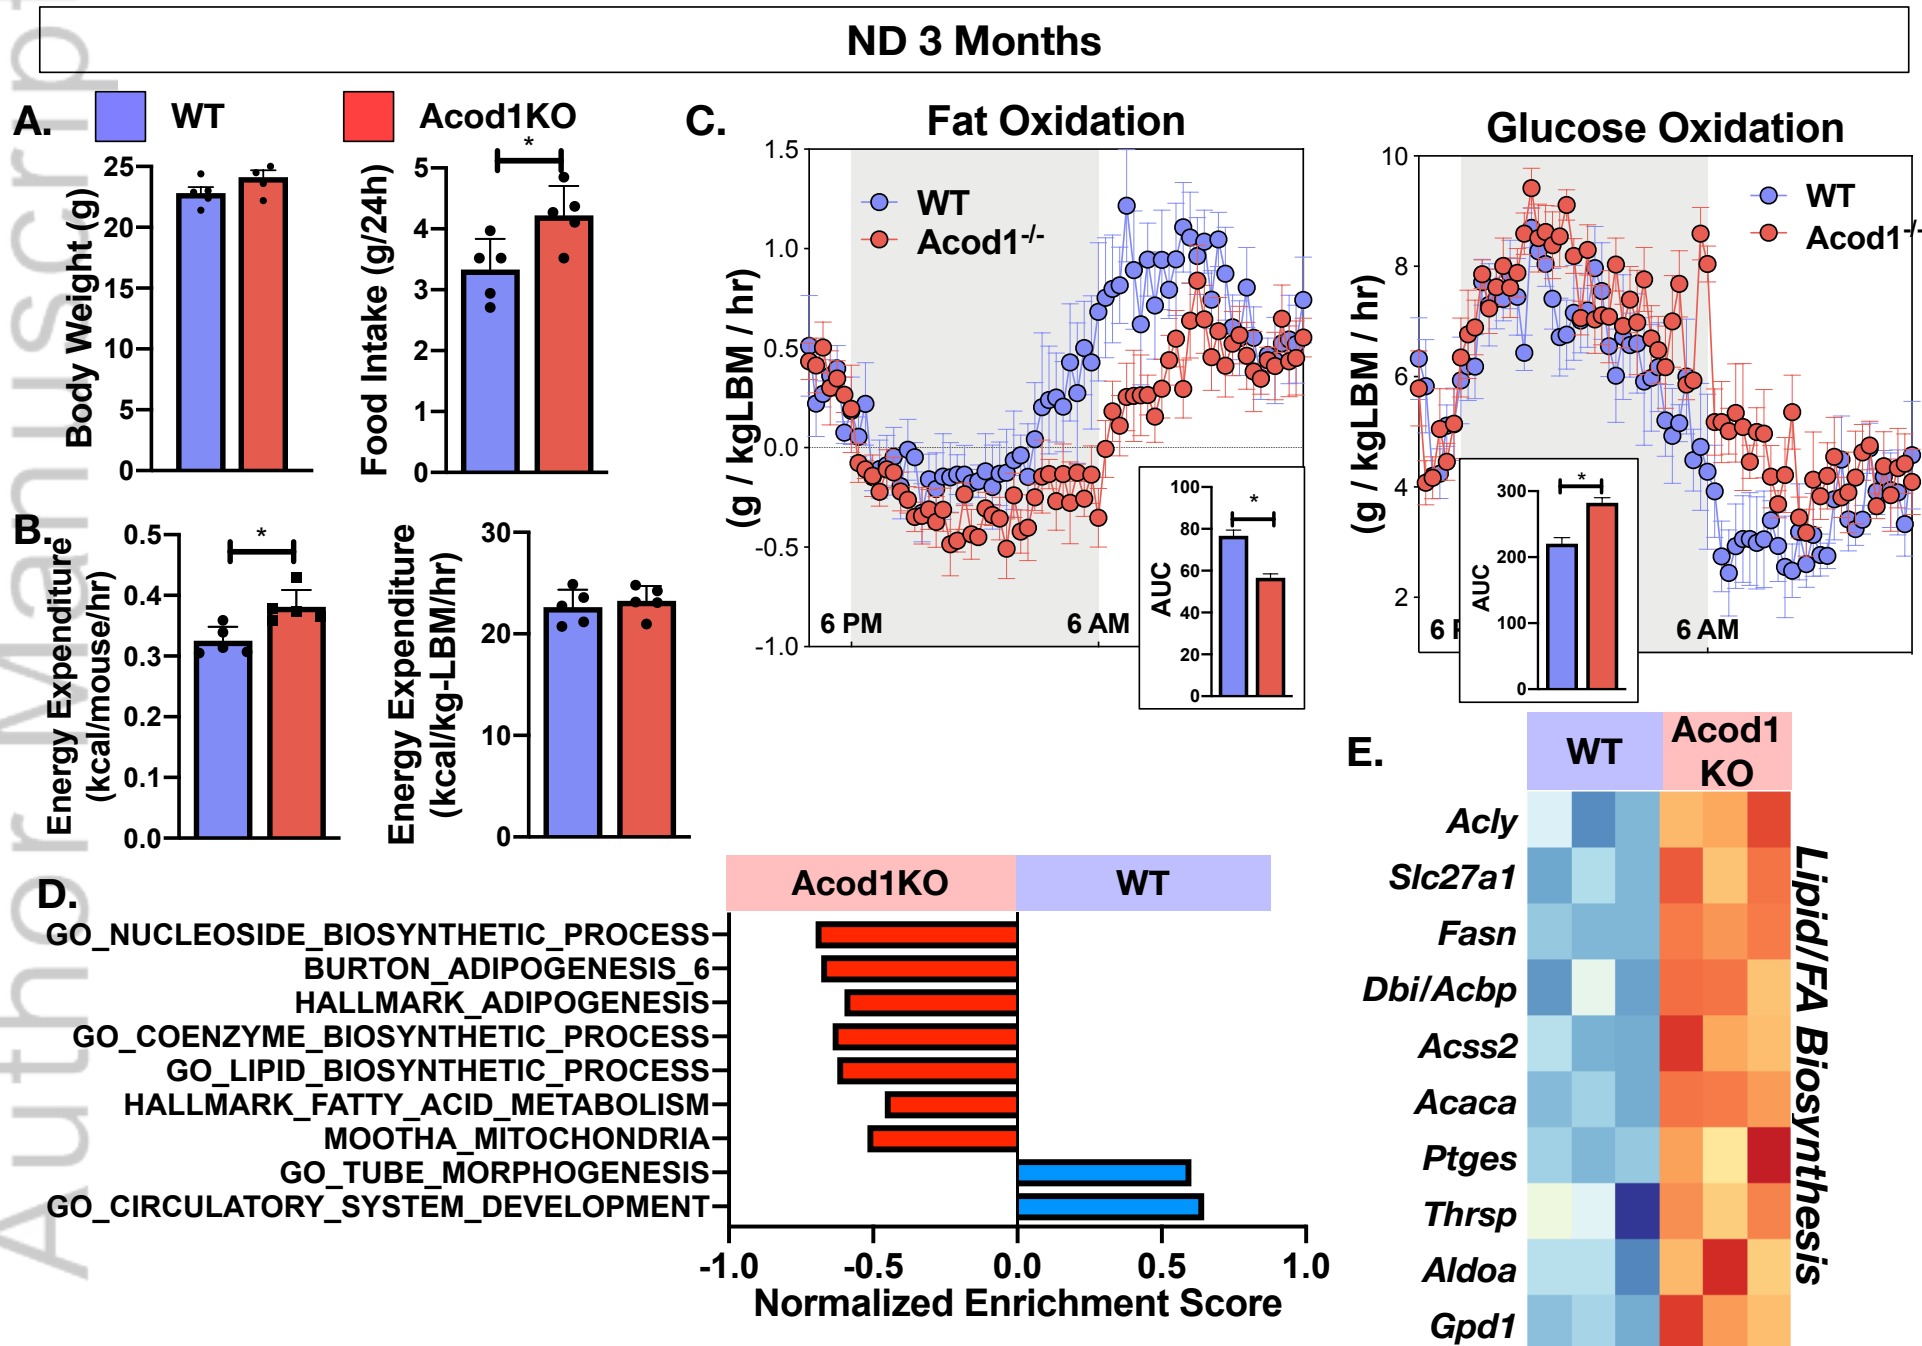 Author Manuscrip
ND 3 Months
A.
WT
Acod1KO
Body Weight (g)
25
20
15
10
5
0
Food Intake (g/24h)
*
5
4
3
2
1
0
B.
Energy Expenditure
(kcal/mouse/hr)
*
0.5
0.4
0.3
0.2
0.1
0.0
Energy Expenditure
(kcal/kg-LBM/hr)
30
20
10
0
C.
Fat Oxidation
(g / kgLBM / hr)
1.5
1.0
0.5
0.0
-0.5
-1.0
WT
Acod1-/-
6 PM
6 AM
AUC
*
100
80
60
40
20
0
Glucose Oxidation
(g / kgLBM / hr)
10
8
6
4
2
WT
Acod1-/-
6 P
6 AM
AUC
*
300
200
100
0
D.
Acod1KO
WT
GO_NUCLEOSIDE_BIOSYNTHETIC_PROCESS
BURTON_ADIPOGENESIS_6
HALLMARK_ADIPOGENESIS
GO_COENZYME_BIOSYNTHETIC_PROCESS
GO_LIPID_BIOSYNTHETIC_PROCESS
HALLMARK_FATTY_ACID_METABOLISM
MOOTHA_MITOCHONDRIA
GO_TUBE_MORPHOGENESIS
GO_CIRCULATORY_SYSTEM_DEVELOPMENT
-1.0
-0.5
0.0
0.5
1.0
Normalized Enrichment Score
E.
WT
Acod1
KO
Acly
Slc27a1
Fasn
Dbi/Acbp
Acss2
Acaca
Ptges
Thrsp
Aldoa
Gpd1
Lipid/FA Biosynthesis